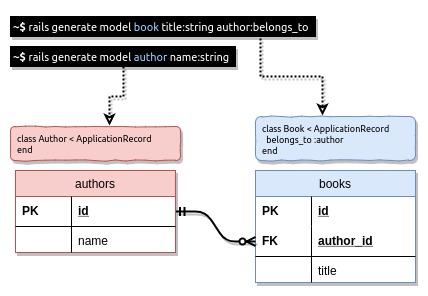 ~$ rails generate model book title:string author:belongs_to
~$ rails generate model author name:string
class Author < ApplicationRecord
end
class Book < ApplicationRecord
belongs_to :author
end
authors
PK id
name
books
PK id
FK author_id
title